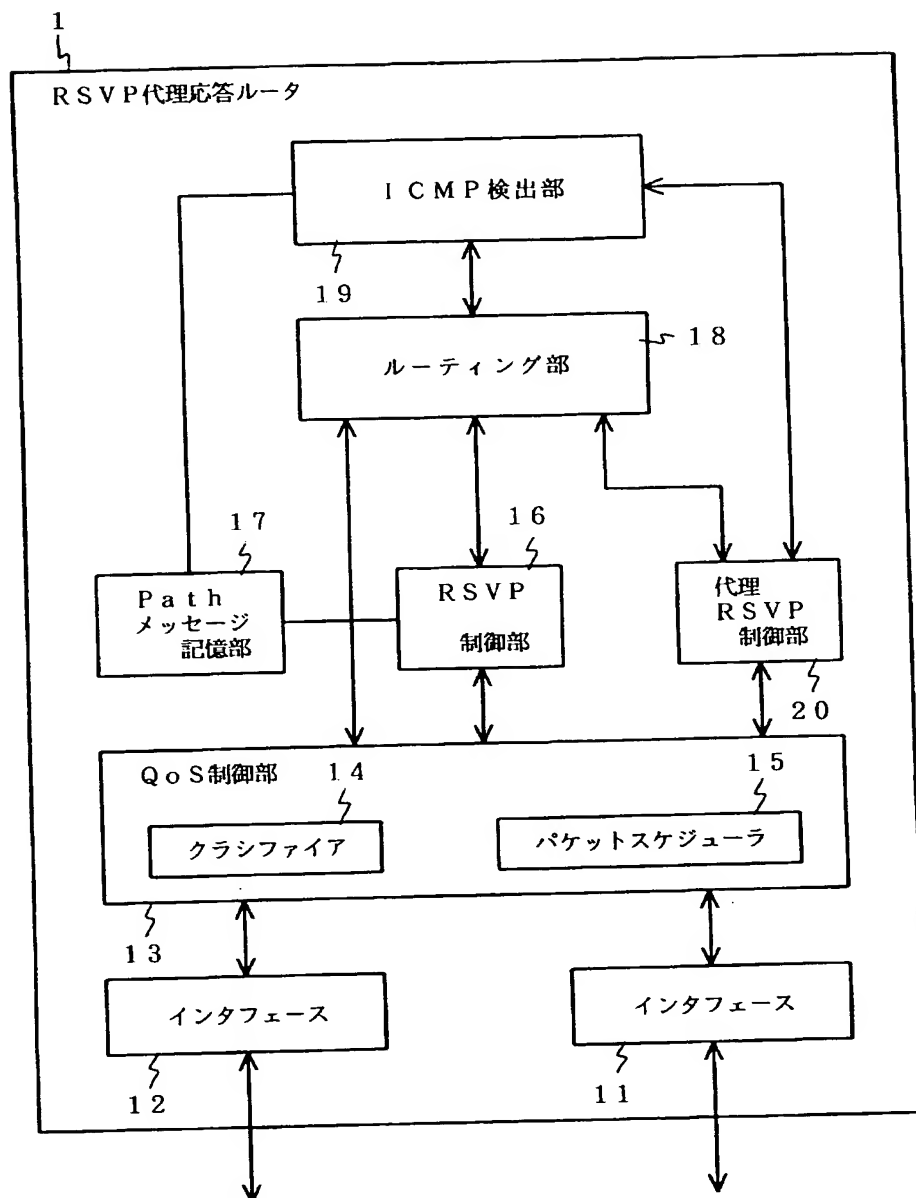 1
RSVP代理応答ルータ
ICMP検出部
19
ルーティング部
18
17
16
Path
メッセージ
記憶部
RSVP
制御部
代理
RSVP
制御部
20
QoS制御部
14
15
クラシファイア
パケットスケジューラ
13
インタフェース
インタフェース
12
11